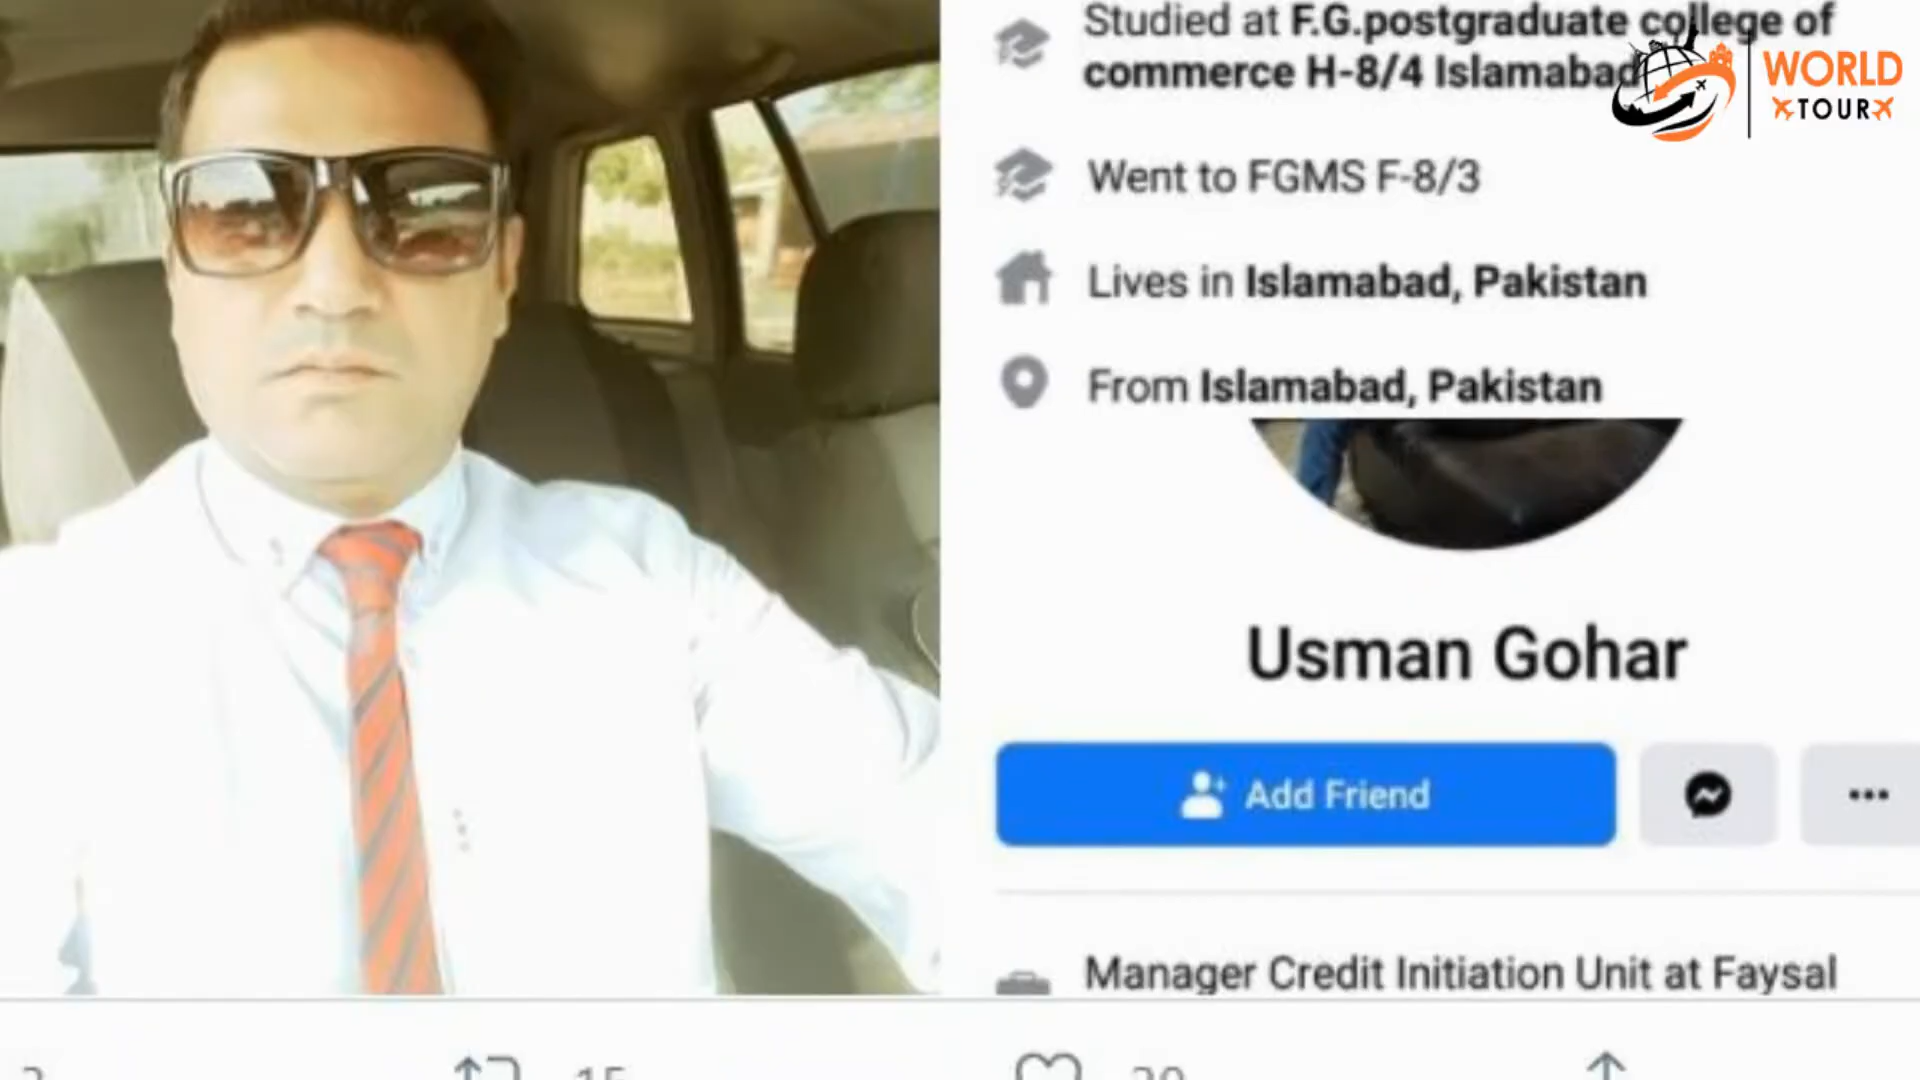 Studied at F.G.postgraduate college of
commerce H-8/4 Islamabad
WORLD
TOUR
Went to FGMS F-8/3
Lives in Islamabad, Pakistan
From Islamabad, Pakistan
Usman Gohar
Add Friend
Manager Credit Initiation Unit at Faysal